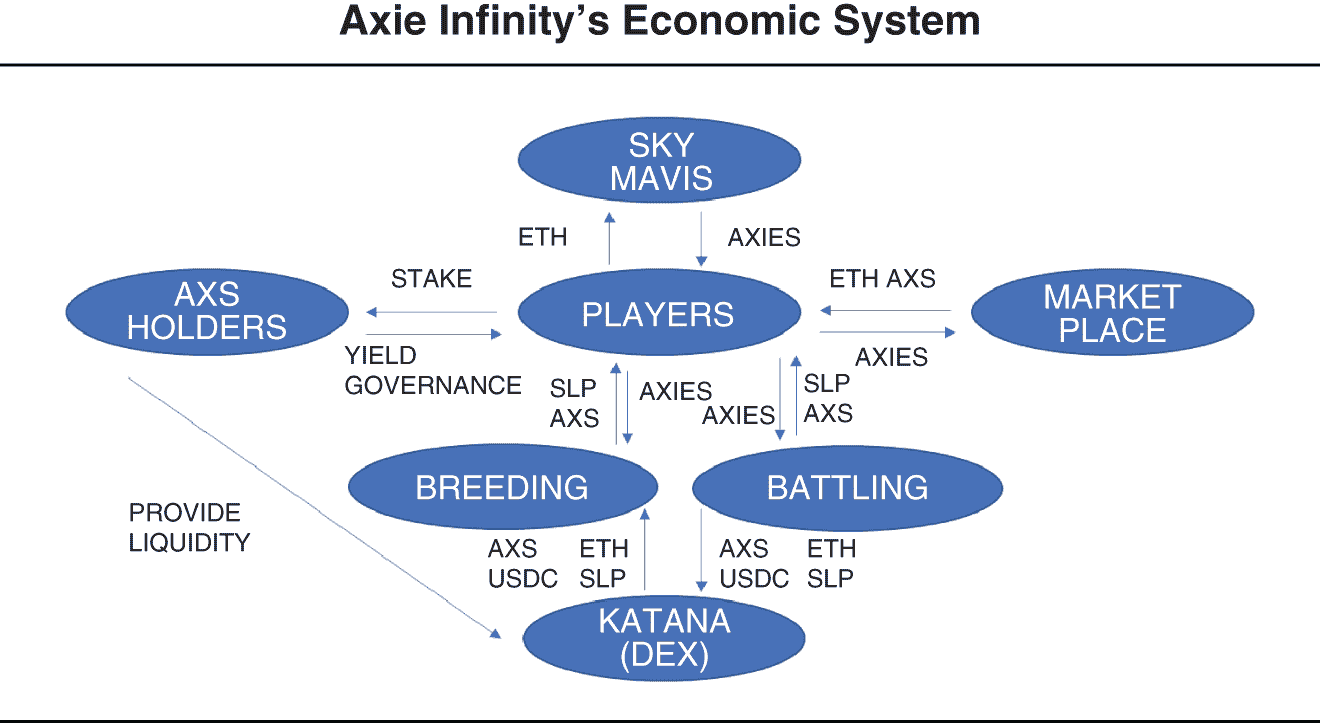 Axie Infinity’s Economic System
SKY
MAVIS
ETH
AXIES
STAKE
ETH AXS
AXS
HOLDERS
PLAYERS
MARKET
PLACE
YIELD
GOVERNANCE
AXIES
SLP
AXS
AXIES
AXIES
SLP
AXS
BREEDING
BATTLING
PROVIDE
LIQUIDITY
AXS ETH
USDC SLP
AXS ETH
USDC SLP
KATANA
(DEX)